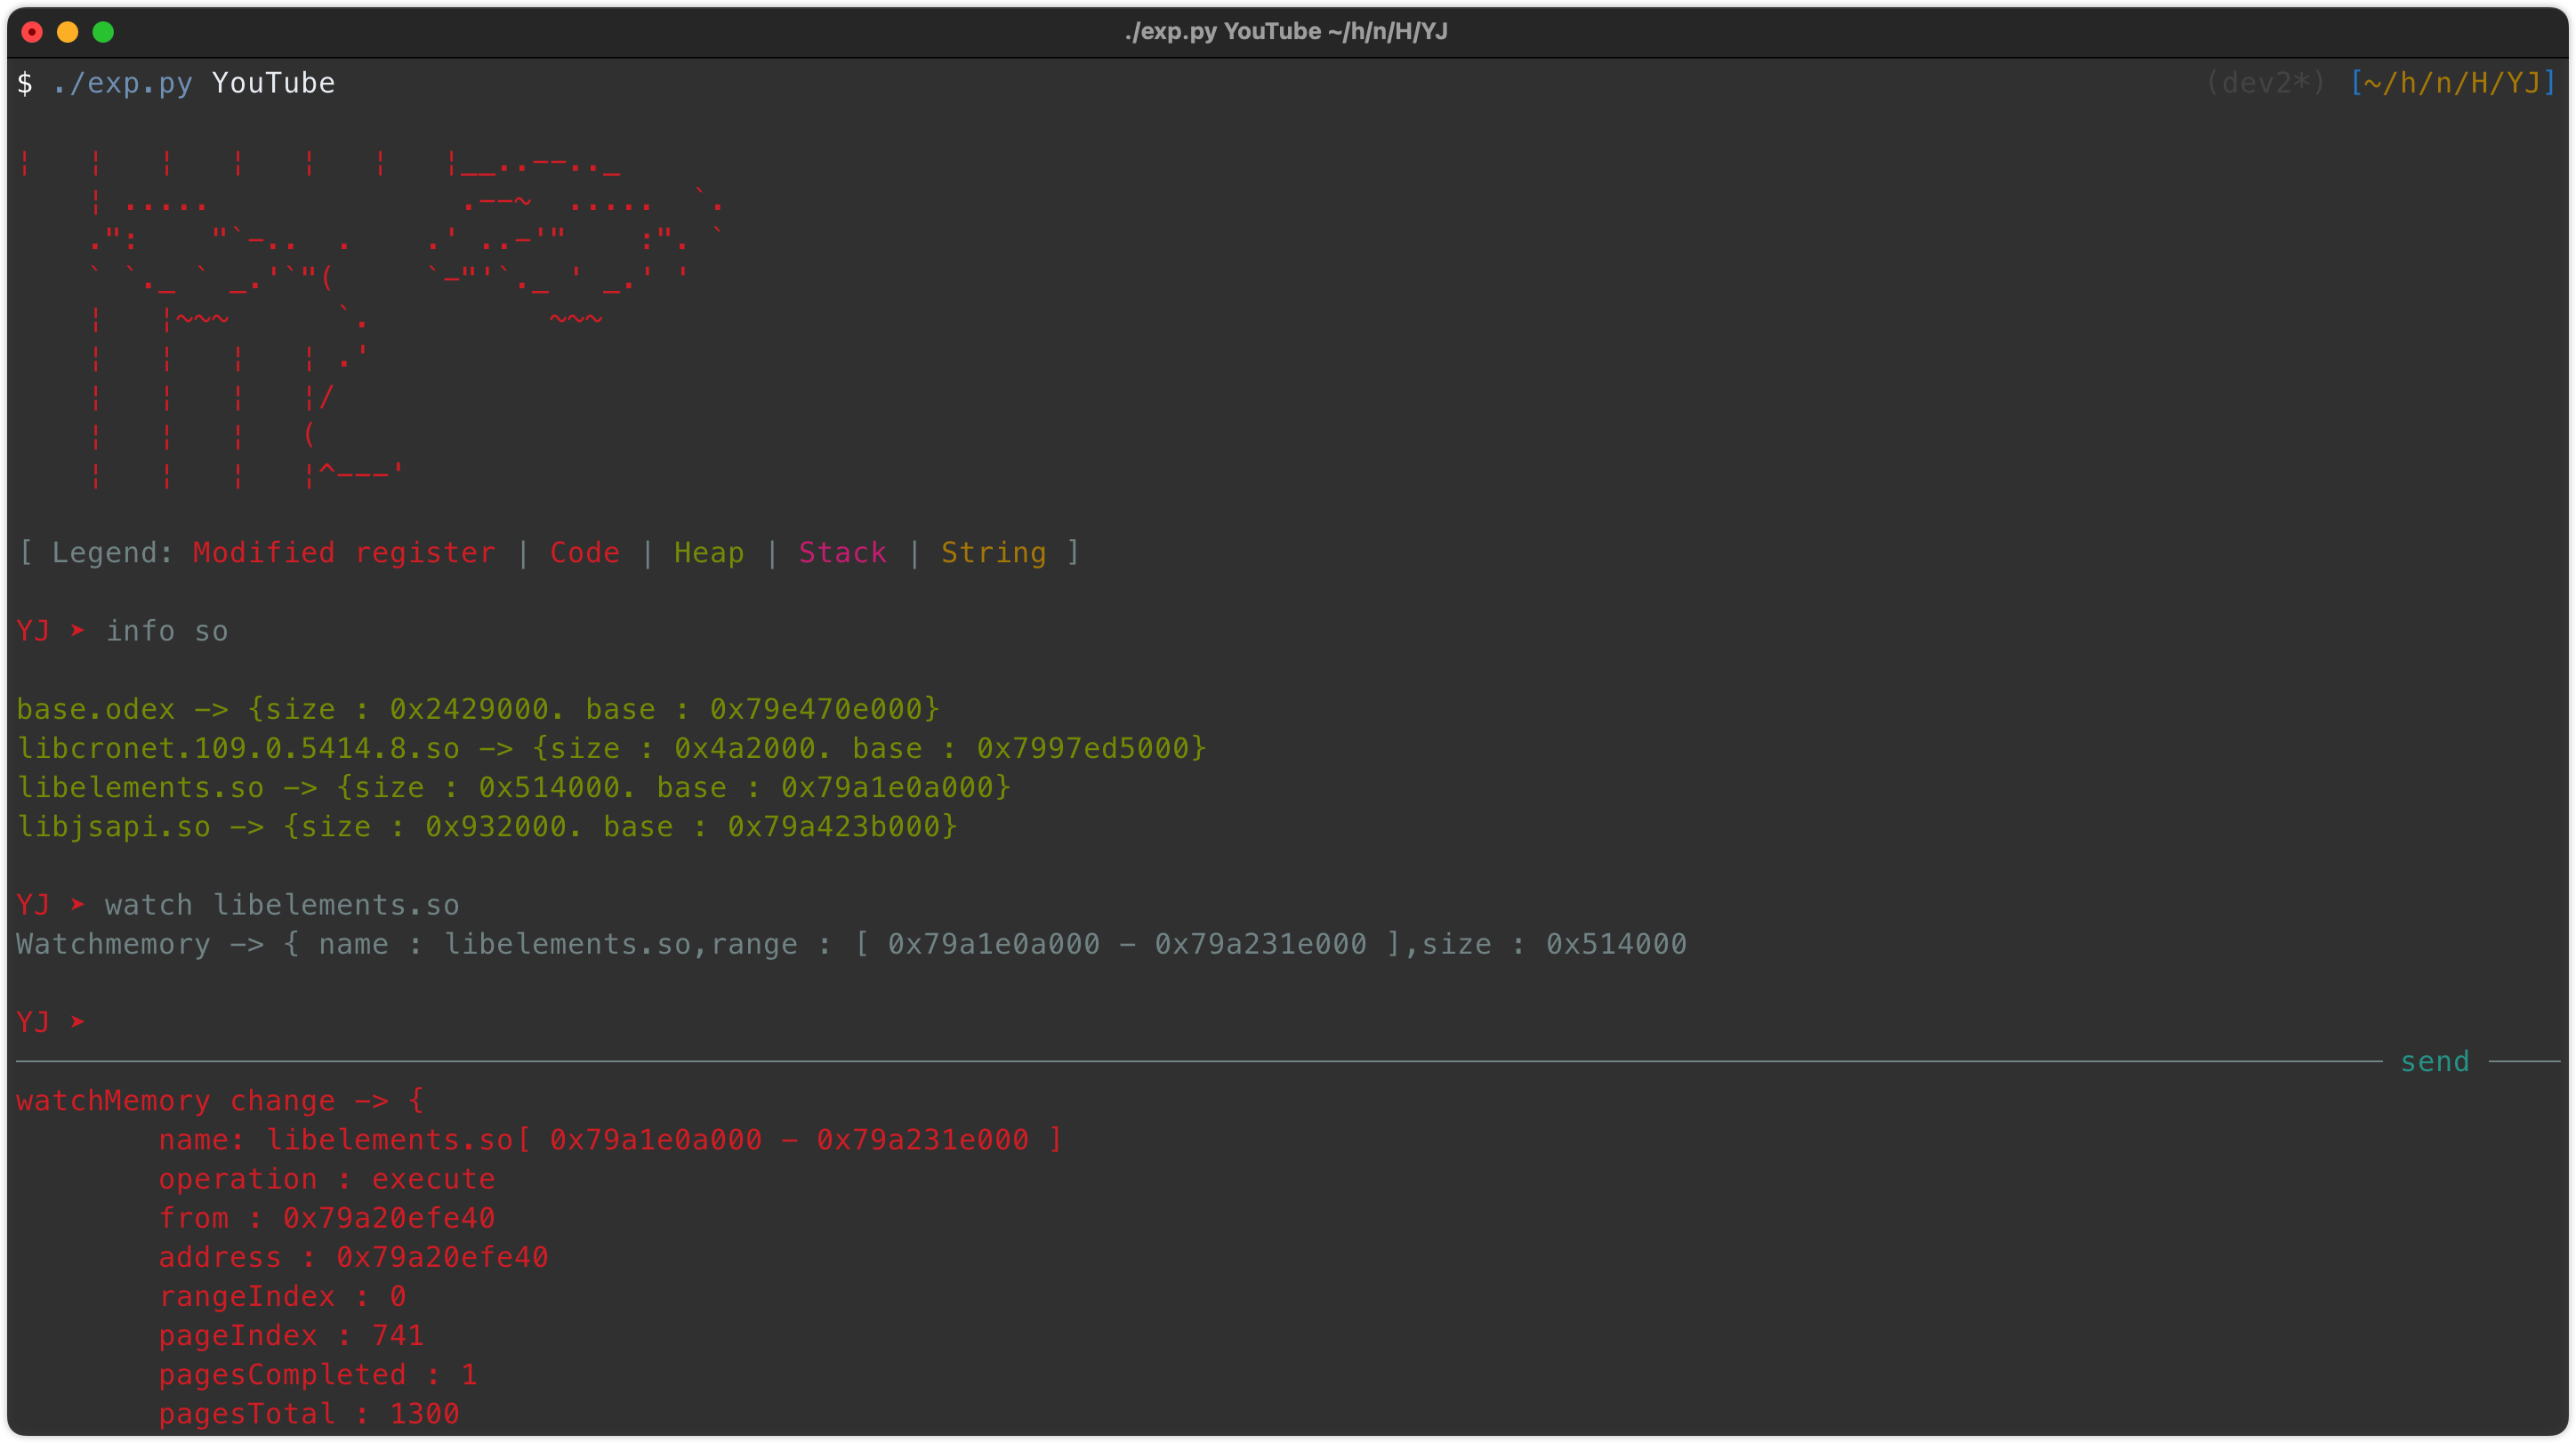 ./exp.py YouTube ~/h/n/H/YJ
$ ./exp.py YouTube (dev2*) [~/h/n/H/YJ]
¦   ¦   ¦   ¦   ¦   ¦   ¦__..--.._
    ¦ .....              .--~  .....  `.
    .":    "`-..  .    .' ..-'"    :". `
    ` `._ ` _.'`"(     `-"'`._ ' _.' '
    ¦   ¦~~~      `.          ~~~
    ¦   ¦   ¦   ¦ .'
    ¦   ¦   ¦   ¦/
    ¦   ¦   ¦   (
    ¦   ¦   ¦   ¦^---'
[ Legend: Modified register | Code | Heap | Stack | String ]
YJ ➤ info so
base.odex -> {size : 0x2429000. base : 0x79e470e000}
libcronet.109.0.5414.8.so -> {size : 0x4a2000. base : 0x7997ed5000}
libelements.so -> {size : 0x514000. base : 0x79a1e0a000}
libjsapi.so -> {size : 0x932000. base : 0x79a423b000}
YJ ➤ watch libelements.so
Watchmemory -> { name : libelements.so,range : [ 0x79a1e0a000 - 0x79a231e000 ],size : 0x514000
YJ ➤
send
watchMemory change -> {
        name: libelements.so[ 0x79a1e0a000 - 0x79a231e000 ]
        operation : execute
        from : 0x79a20efe40
        address : 0x79a20efe40
        rangeIndex : 0
        pageIndex : 741
        pagesCompleted : 1
        pagesTotal : 1300